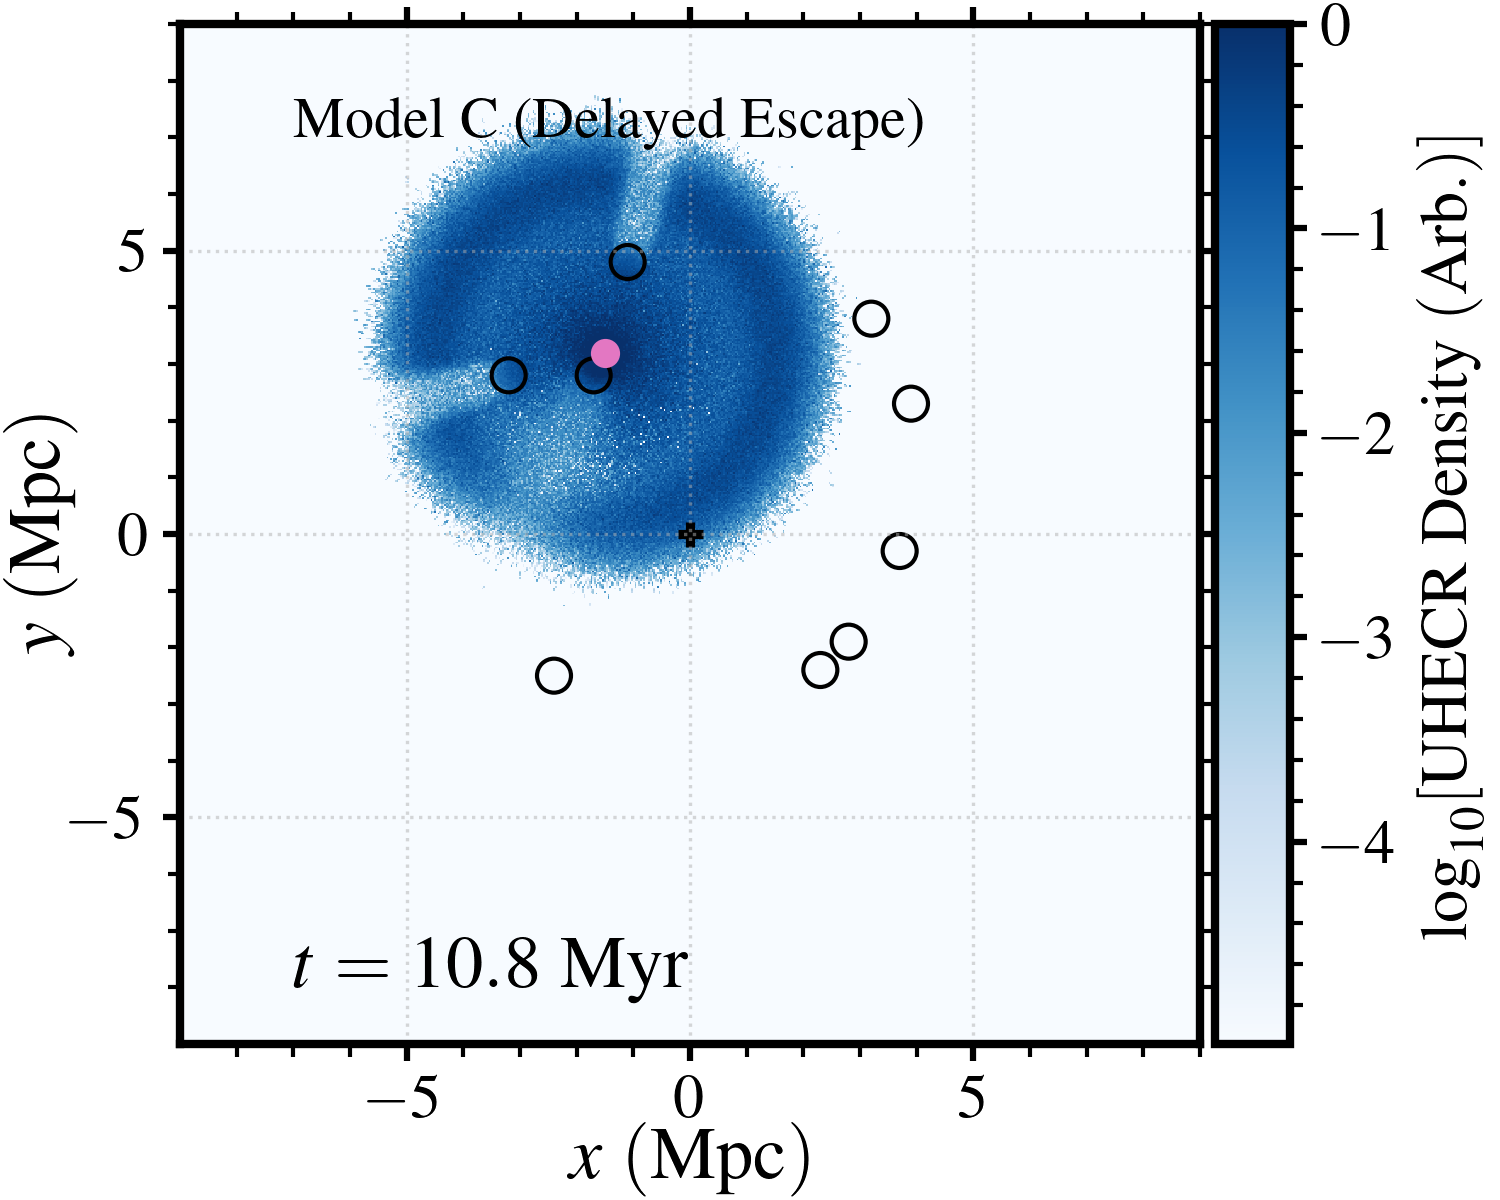 Model C (Delayed Escape)
t = 10.8 Myr
5
0
−5
y (Mpc)
−5
0
5
x (Mpc)
0
−1
−2
−3
−4
log₁₀[UHECR Density (Arb.)]